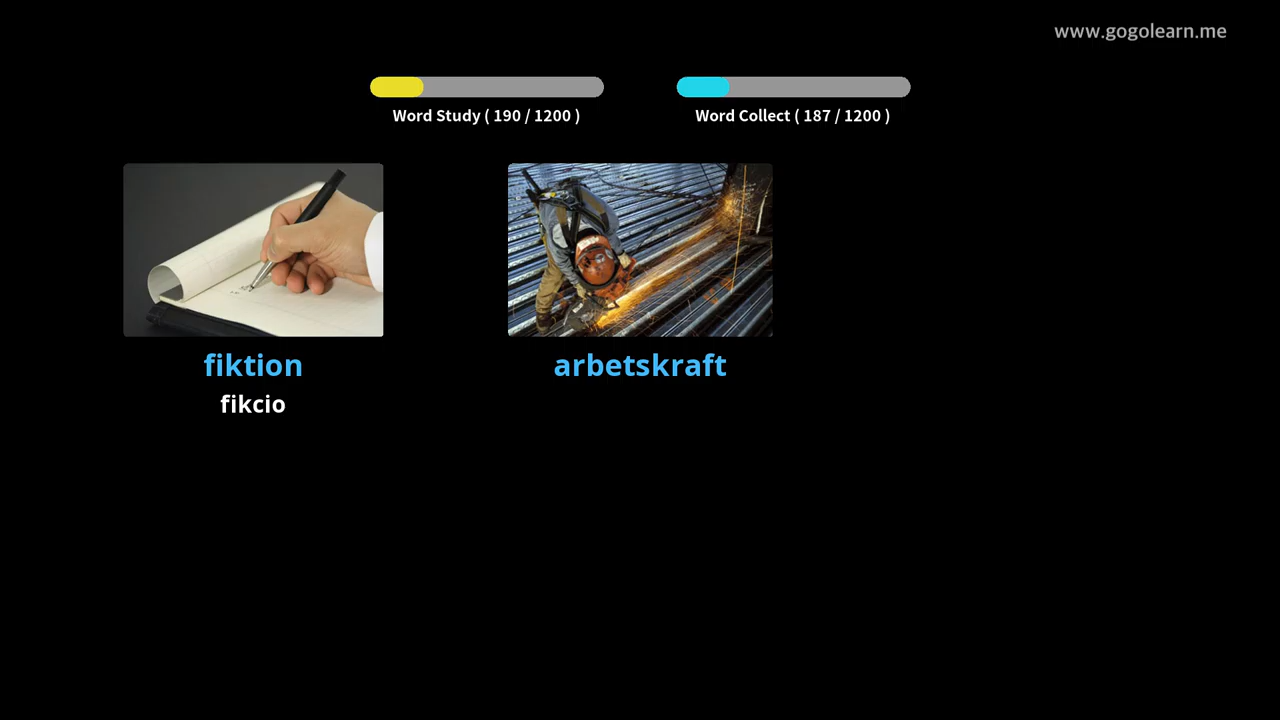 www.gogolearn.me
Word Study ( 190 / 1200 )
Word Collect ( 187 / 1200 )
fiktion
fikcio
arbetskraft